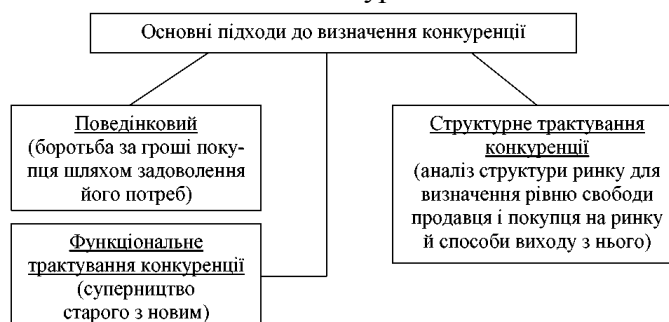 Основні підходи до визначення конкуренції
Поведінковий
(боротьба за гроші поку-
пця шляхом задоволення
його потреб)
Структурне трактування
конкуренції
(аналіз структури ринку для
визначення рівню свободи
продавця і покупця на ринку
й способи виходу з нього)
Функціональне
трактування конкуренції
(суперництво
старого з новим)